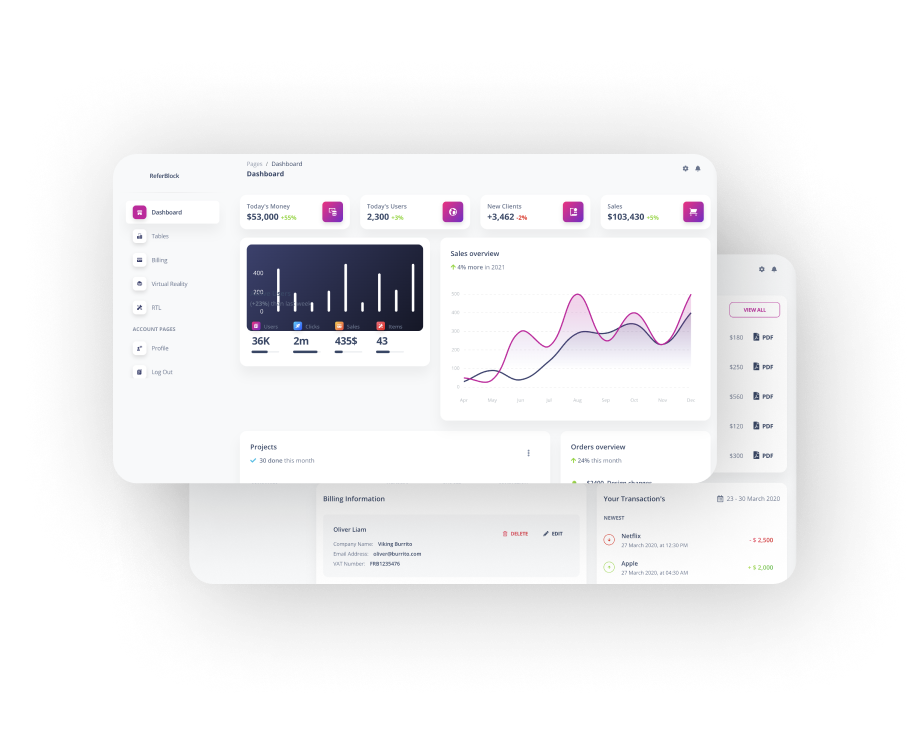 ReferBlock
Dashboard
Tables
Billing
Virtual Reality
RTL
ACCOUNT PAGES
Profile
Log Out
Pages / Dashboard
Dashboard
Today's Money
$53,000 +55%
Today's Users
2,300 +3%
New Clients
+3,462 -2%
Sales
$103,430 +5%
400
200
0
(+23%) than last week
Users
Clicks
Sales
Items
36K
2m
435$
43
Sales overview
4% more in 2021
500
400
300
200
100
0
Apr May Jun Jul Aug Sep Oct Nov Dec
Projects
30 done this month
Orders overview
24% this month
$2400, Design changes
VIEW ALL
$180 PDF
$250 PDF
$560 PDF
$120 PDF
$300 PDF
Billing Information
Oliver Liam
DELETE
EDIT
Company Name: Viking Burrito
Email Address: oliver@burrito.com
VAT Number: FRB1235476
Your Transaction's
23 - 30 March 2020
NEWEST
Netflix
27 March 2020, at 12:30 PM
- $ 2,500
Apple
27 March 2020, at 04:30 AM
+ $ 2,000